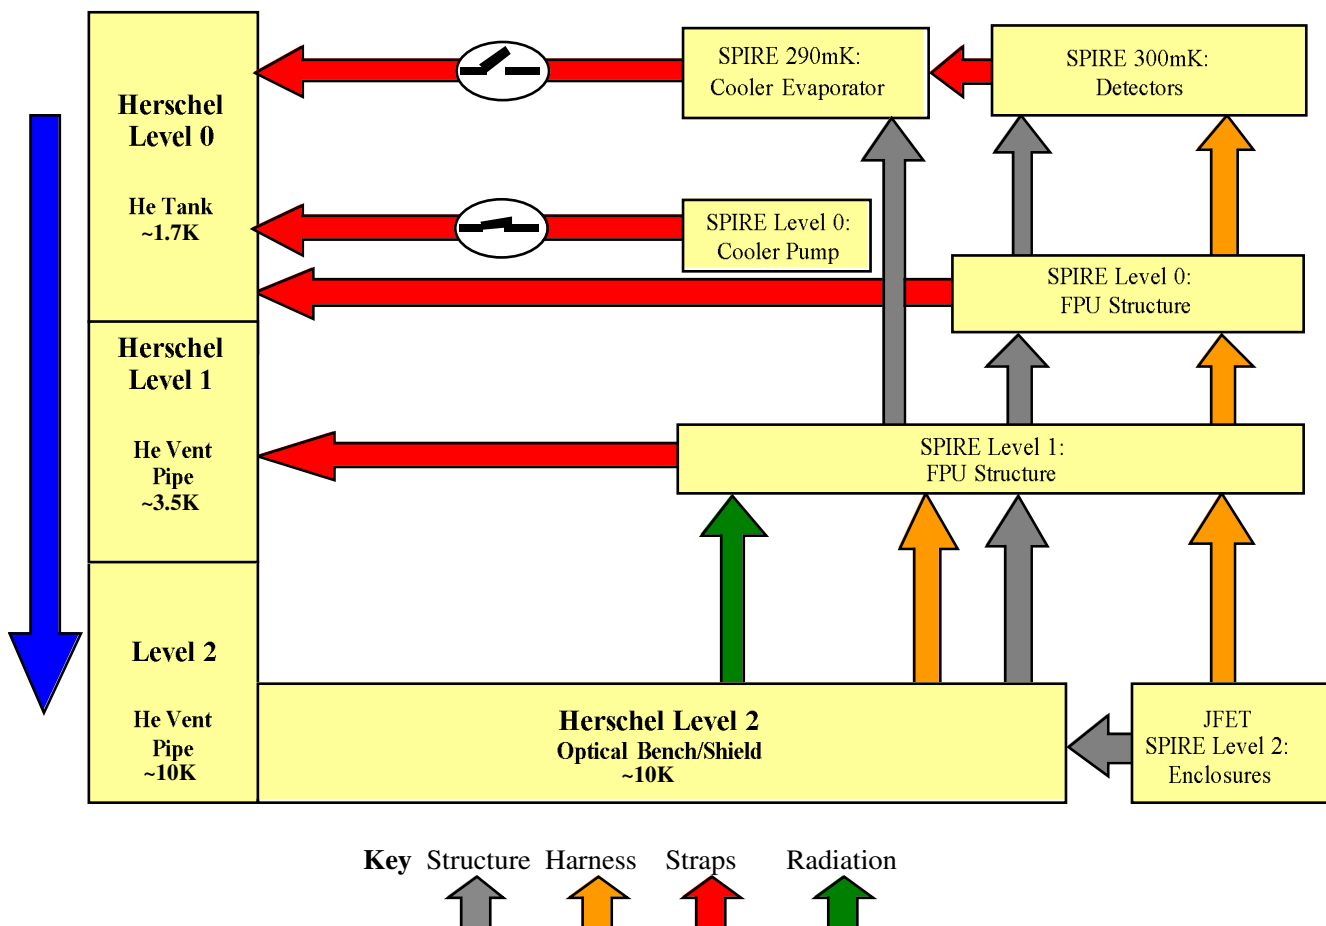 Herschel
Level 0
He Tank
~1.7K
Herschel
Level 1
He Vent
Pipe
~3.5K
Level 2
He Vent
Pipe
~10K
SPIRE 290mK:
Cooler Evaporator
SPIRE 300mK:
Detectors
SPIRE Level 0:
Cooler Pump
SPIRE Level 0:
FPU Structure
SPIRE Level 1:
FPU Structure
Herschel Level 2
Optical Bench/Shield
~10K
JFET
SPIRE Level 2:
Enclosures
Key Structure Harness Straps Radiation